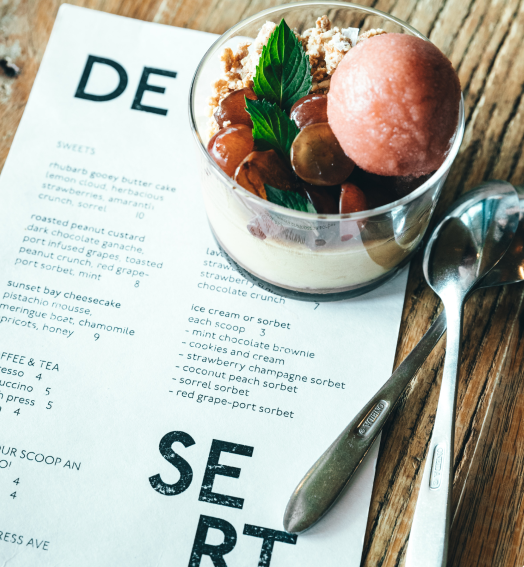 DE
SWEETS
rhubarb gooey butter cake
lemon cloud, herbacious
strawberries, amaranth
crunch, sorrel 10
roasted peanut custard
dark chocolate ganache,
port infused grapes, toasted
peanut crunch, red grape-
port sorbet, mint 8
sunset bay cheesecake
pistachio mousse,
meringue boat, chamomile
apricots, honey 9
FFEE & TEA
resso 4
uccino 5
h press 5
4
OUR SCOOP AN
O!
4
4
RESS AVE
lav
strawberry
chocolate crunch 7
ice cream or sorbet
each scoop 3
- mint chocolate brownie
- cookies and cream
- strawberry champagne sorbet
- coconut peach sorbet
- sorrel sorbet
- red grape-port sorbet
SE
RT